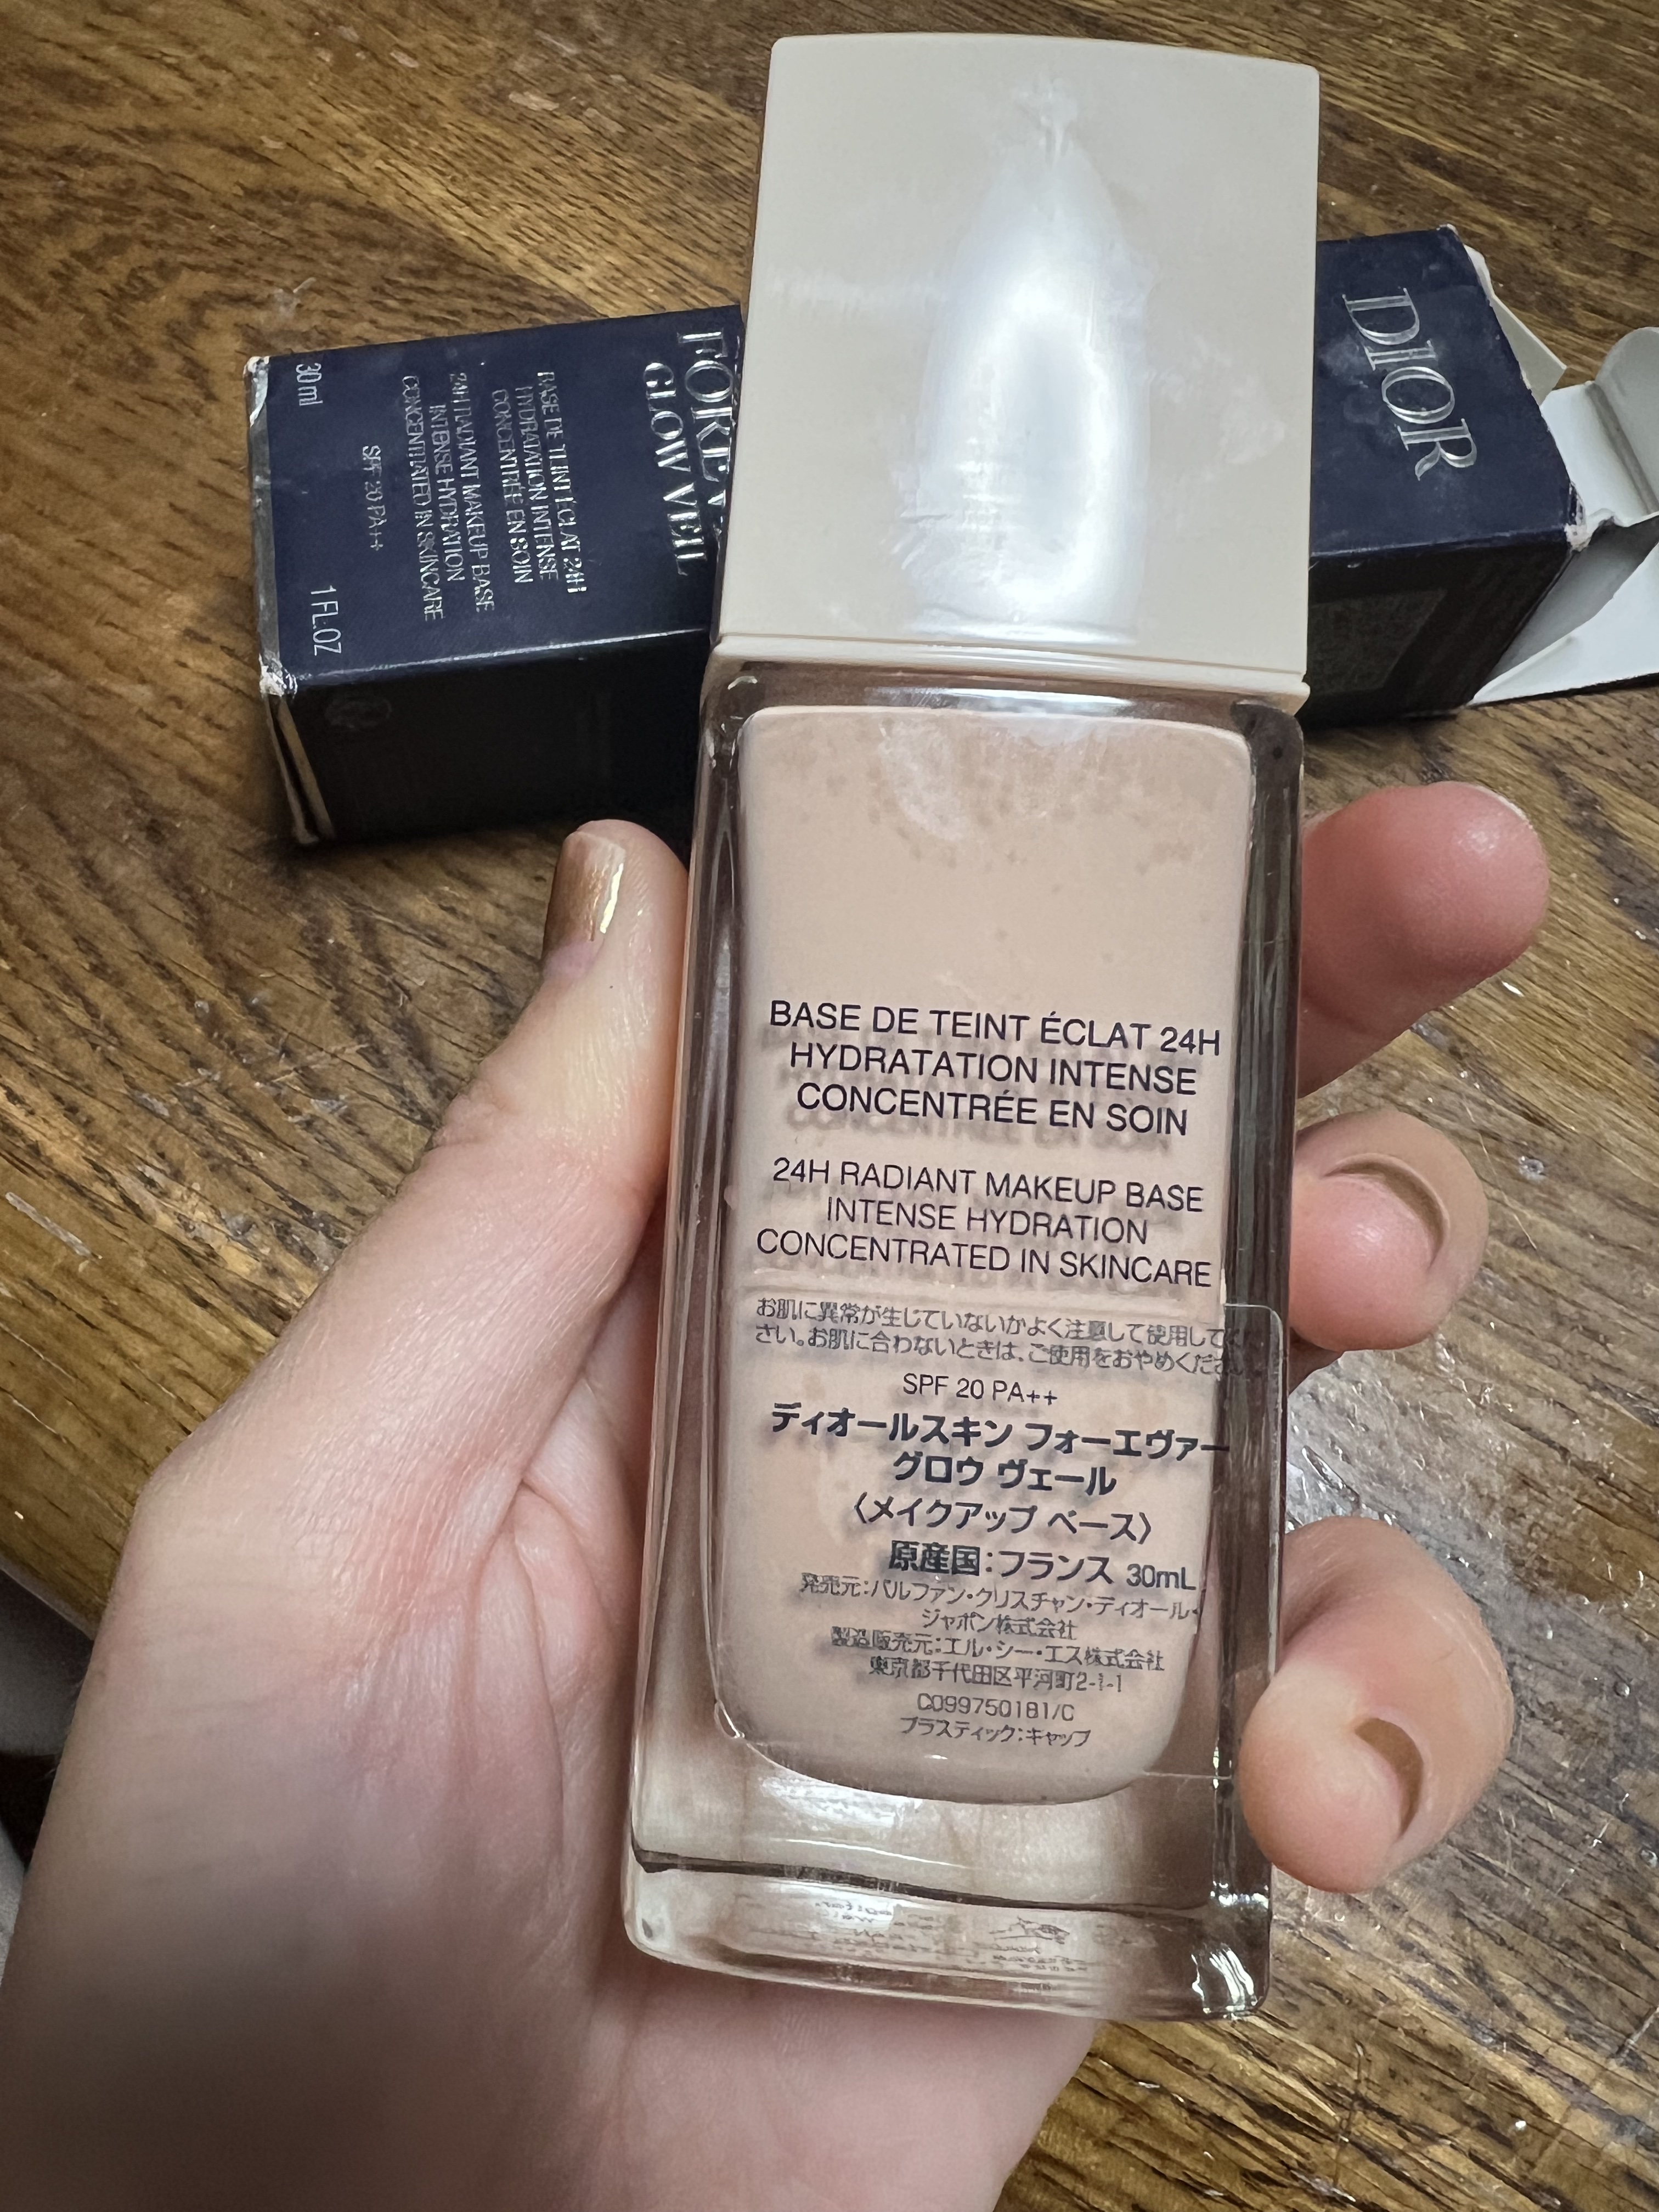 DIOR
FOREV
GLOW VEIL
BASE DE TEINT ÉCLAT 24H
HYDRATATION INTENSE
CONCENTRÉE EN SOIN
24H RADIANT MAKEUP BASE
INTENSE HYDRATION
CONCENTRATED IN SKINCARE
SPF 20 PA++
30 ml
1 FL.OZ
BASE DE TEINT ÉCLAT 24H
HYDRATATION INTENSE
CONCENTRÉE EN SOIN
24H RADIANT MAKEUP BASE
INTENSE HYDRATION
CONCENTRATED IN SKINCARE
お肌に異常が生じていないかよく注意して使用してくだ
さい。お肌に合わないときは、ご使用をおやめください。
SPF 20 PA++
ディオールスキン フォーエヴァー
グロウ ヴェール
〈メイクアップ ベース〉
原産国:フランス 30mL
発売元:パルファン・クリスチャン・ディオール・
ジャポン株式会社
製造販売元:エル・シー・エス株式会社
東京都千代田区平河町2-1-1
C099750181/C
プラスティック:キャップ